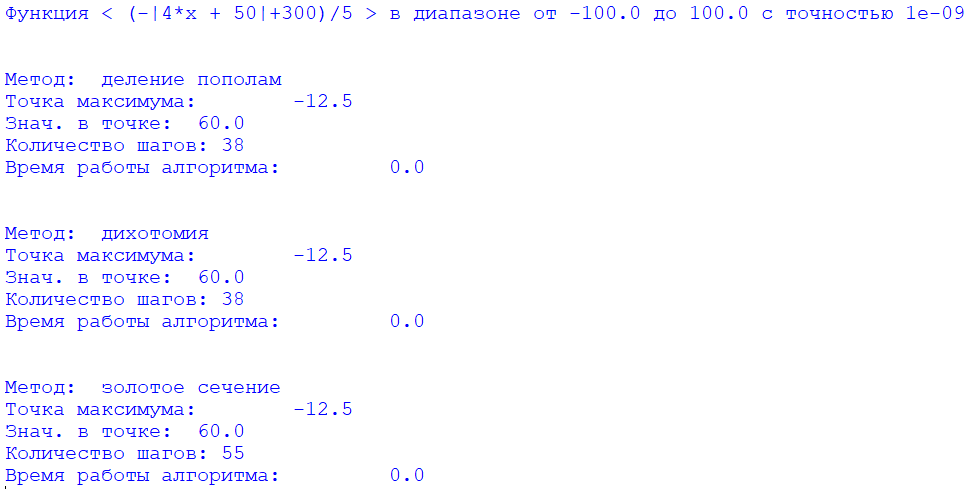 Функция < (-|4*x + 50|+300)/5 > в диапазоне от -100.0 до 100.0 с точностью 1e-09
Метод:  деление пополам
Точка максимума:        -12.5
Знач. в точке:  60.0
Количество шагов: 38
Время работы алгоритма:         0.0
Метод:  дихотомия
Точка максимума:        -12.5
Знач. в точке:  60.0
Количество шагов: 38
Время работы алгоритма:         0.0
Метод:  золотое сечение
Точка максимума:        -12.5
Знач. в точке:  60.0
Количество шагов: 55
Время работы алгоритма:         0.0